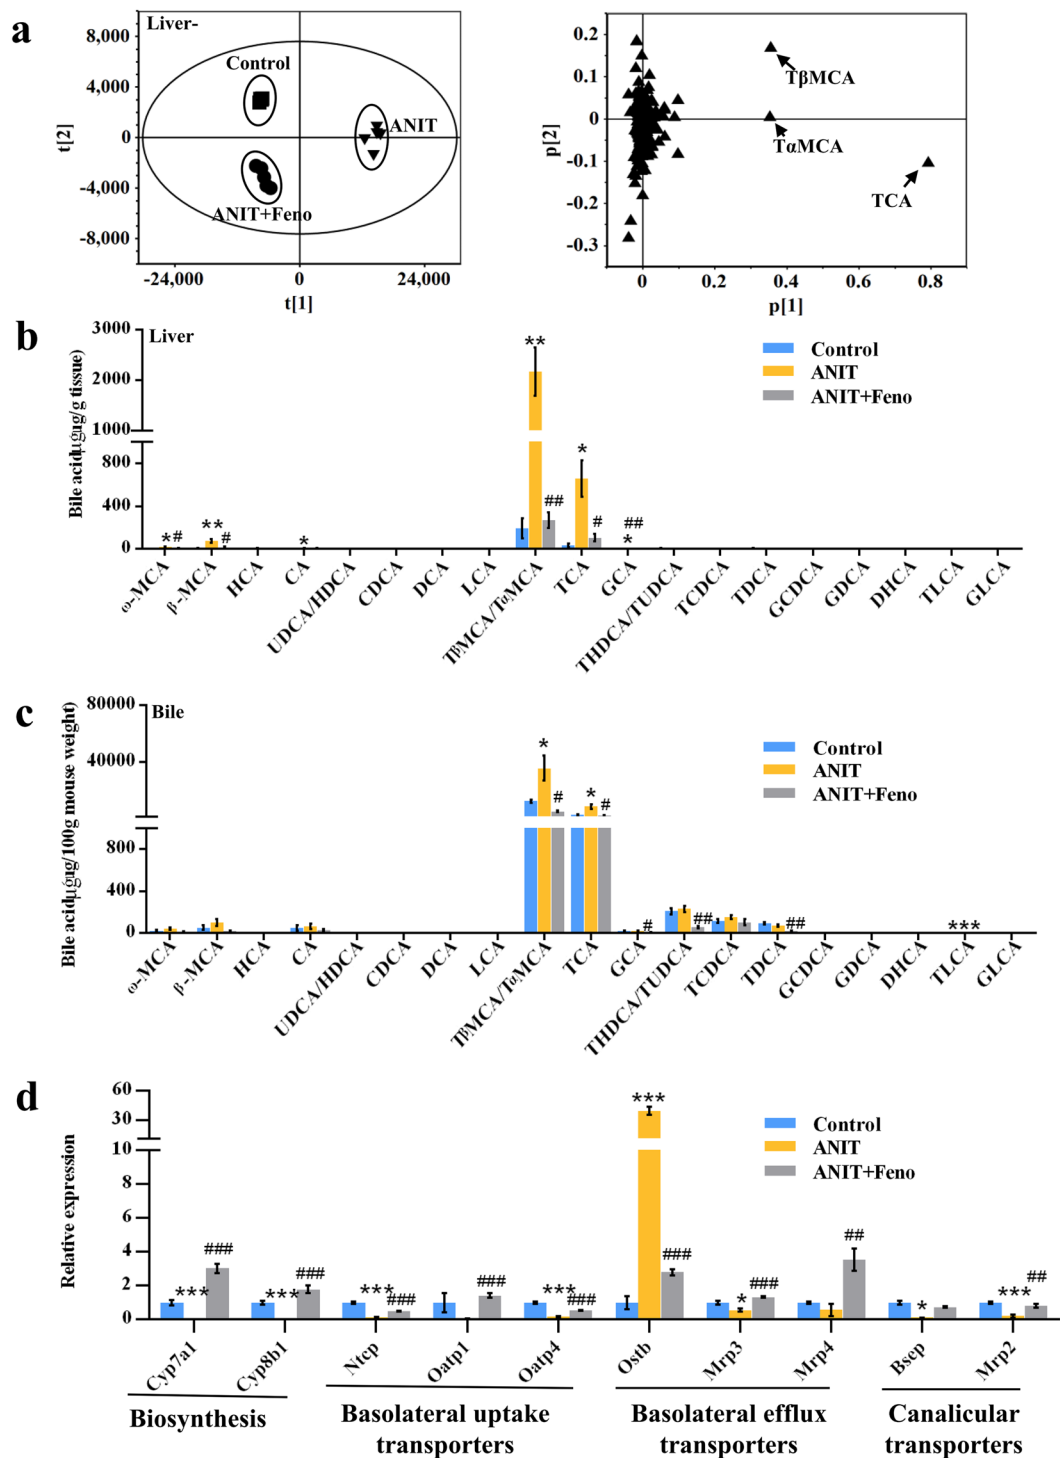 a
Liver-
8,000
4,000
0
-4,000
-8,000
t[2]
Control
ANIT
ANIT+Feno
-24,000
0
24,000
t[1]
0.2
0.1
0
-0.1
-0.2
-0.3
p[2]
TβMCA
TαMCA
TCA
0
0.2
0.4
0.6
0.8
p[1]
b
Liver
3000
2000
1000
800
400
0
Bile acidμgug/g tissue)
Control
ANIT
ANIT+Feno
*
#
**
#
*
**
##
*
#
##
*
ω-MCA
β-MCA
HCA
CA
UDCA/HDCA
CDCA
DCA
LCA
TβMCA/TαMCA
TCA
GCA
THDCA/TUDCA
TCDCA
TDCA
GCDCA
GDCA
DHCA
TLCA
GLCA
c
Bile
80000
40000
800
400
0
Bile acidμgug/100g mouse weight)
Control
ANIT
ANIT+Feno
*
#
*
#
#
##
##
***
ω-MCA
β-MCA
HCA
CA
UDCA/HDCA
CDCA
DCA
LCA
TβMCA/TαMCA
TCA
GCA
THDCA/TUDCA
TCDCA
TDCA
GCDCA
GDCA
DHCA
TLCA
GLCA
d
60
30
10
8
6
4
2
0
Relative expression
Control
ANIT
ANIT+Feno
***
###
***
###
***
###
###
***
###
***
###
*
###
##
*
***
##
Cyp7a1
Cyp8b1
Ntcp
Oatp1
Oatp4
Ostb
Mrp3
Mrp4
Bsep
Mrp2
Biosynthesis
Basolateral uptake
transporters
Basolateral efflux
transporters
Canalicular
transporters